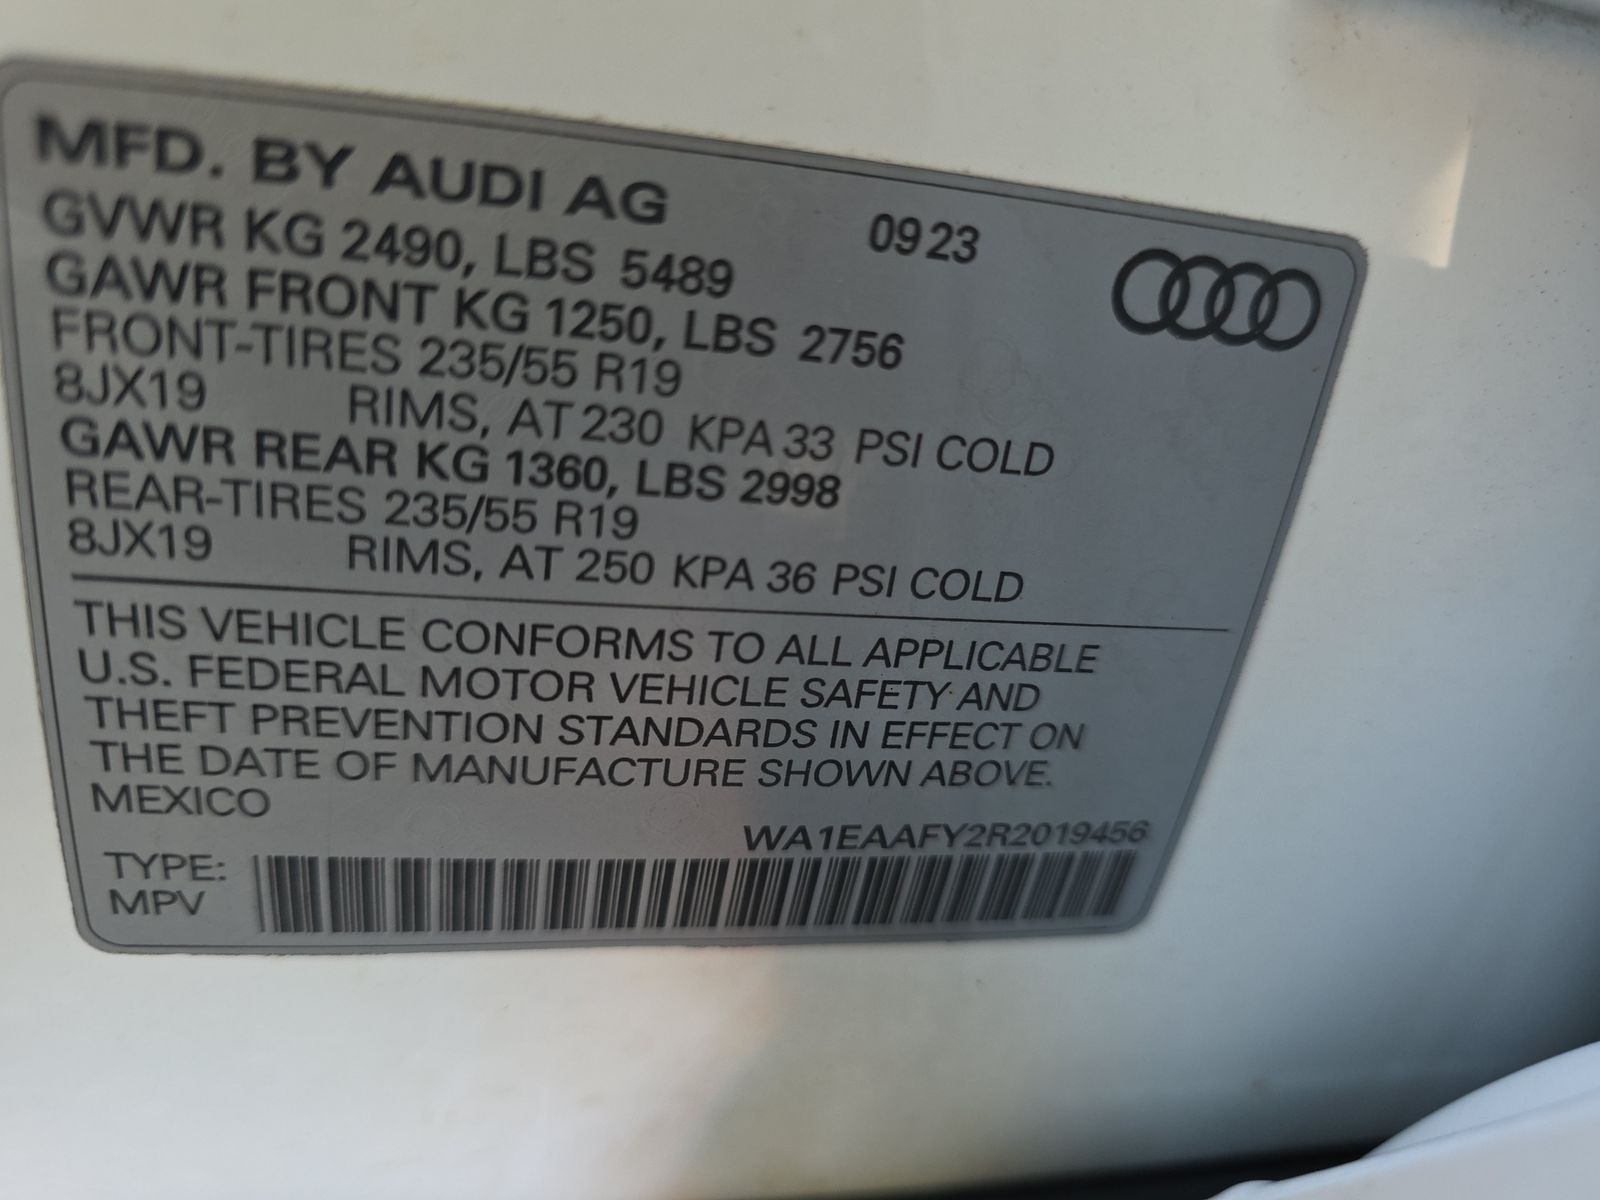 MFD. BY AUDI AG
09 23
GVWR KG 2490, LBS 5489
GAWR FRONT KG 1250, LBS 2756
FRONT-TIRES 235/55 R19
8JX19 RIMS, AT 230 KPA 33 PSI COLD
GAWR REAR KG 1360, LBS 2998
REAR-TIRES 235/55 R19
8JX19 RIMS, AT 250 KPA 36 PSI COLD
THIS VEHICLE CONFORMS TO ALL APPLICABLE
U.S. FEDERAL MOTOR VEHICLE SAFETY AND
THEFT PREVENTION STANDARDS IN EFFECT ON
THE DATE OF MANUFACTURE SHOWN ABOVE.
MEXICO
WA1EAAFY2R2019456
TYPE:
MPV